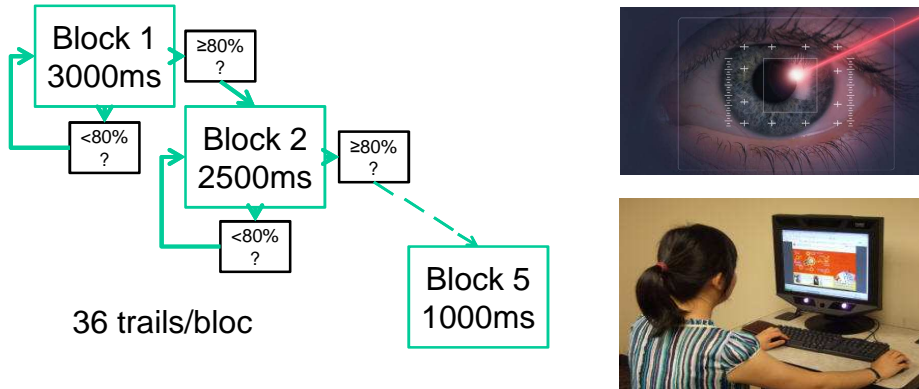 Block 1
3000ms
≥80%
?
<80%
?
Block 2
2500ms
≥80%
?
<80%
?
Block 5
1000ms
36 trails/bloc